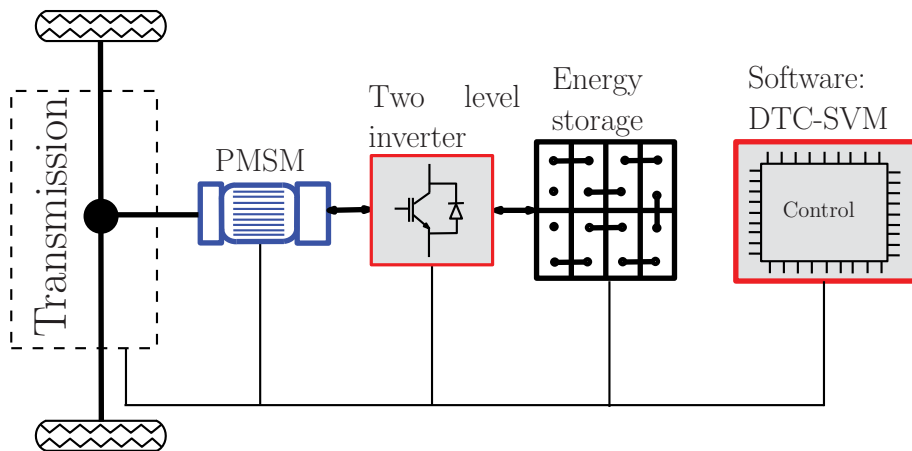 Transmission
PMSM
Two level
inverter
Energy
storage
Software:
DTC-SVM
Control